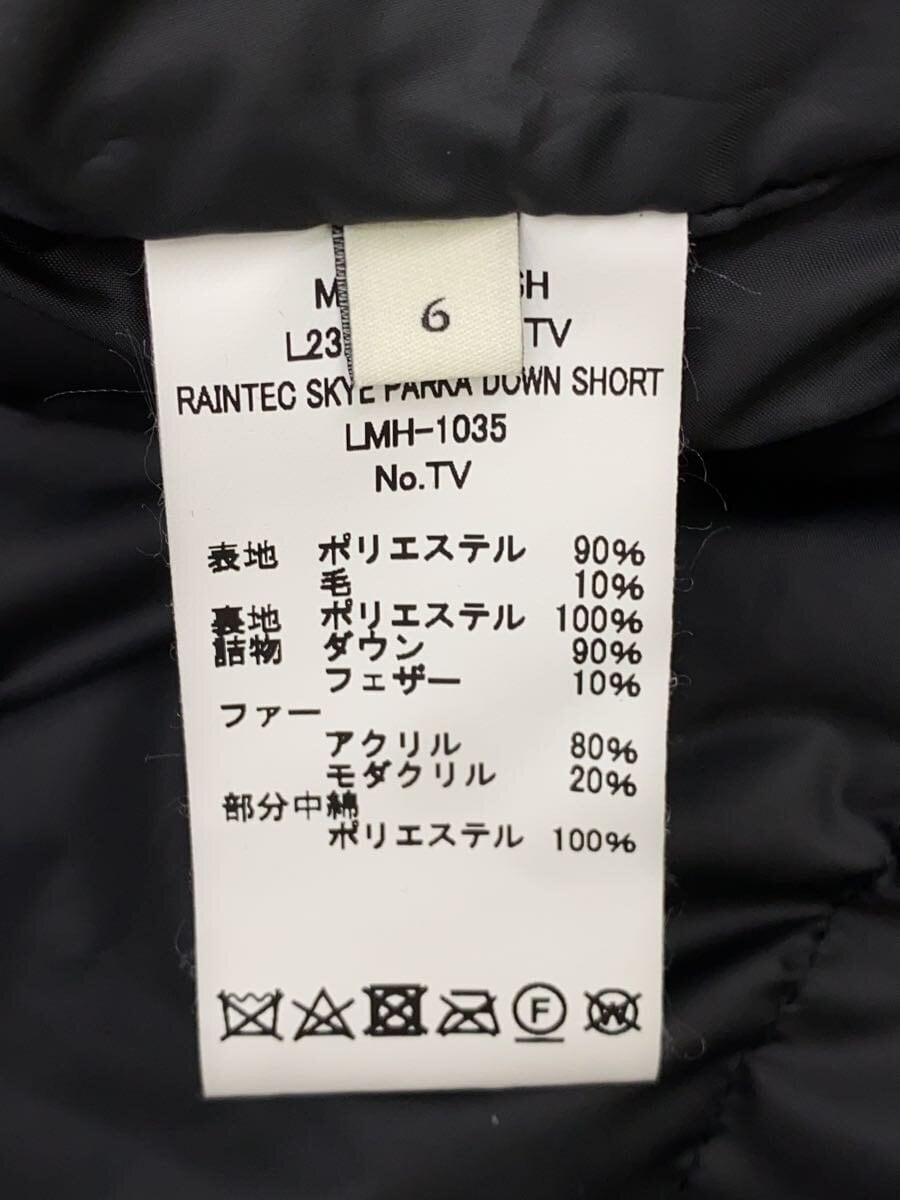 6
TV
RAINTEC SKYE PARKA DOWN SHORT
LMH-1035
No.TV
表地 ポリエステル 90%
毛 10%
裏地 ポリエステル 100%
詰物 ダウン 90%
フェザー 10%
ファー
アクリル 80%
モダクリル 20%
部分中綿
ポリエステル 100%
F
W